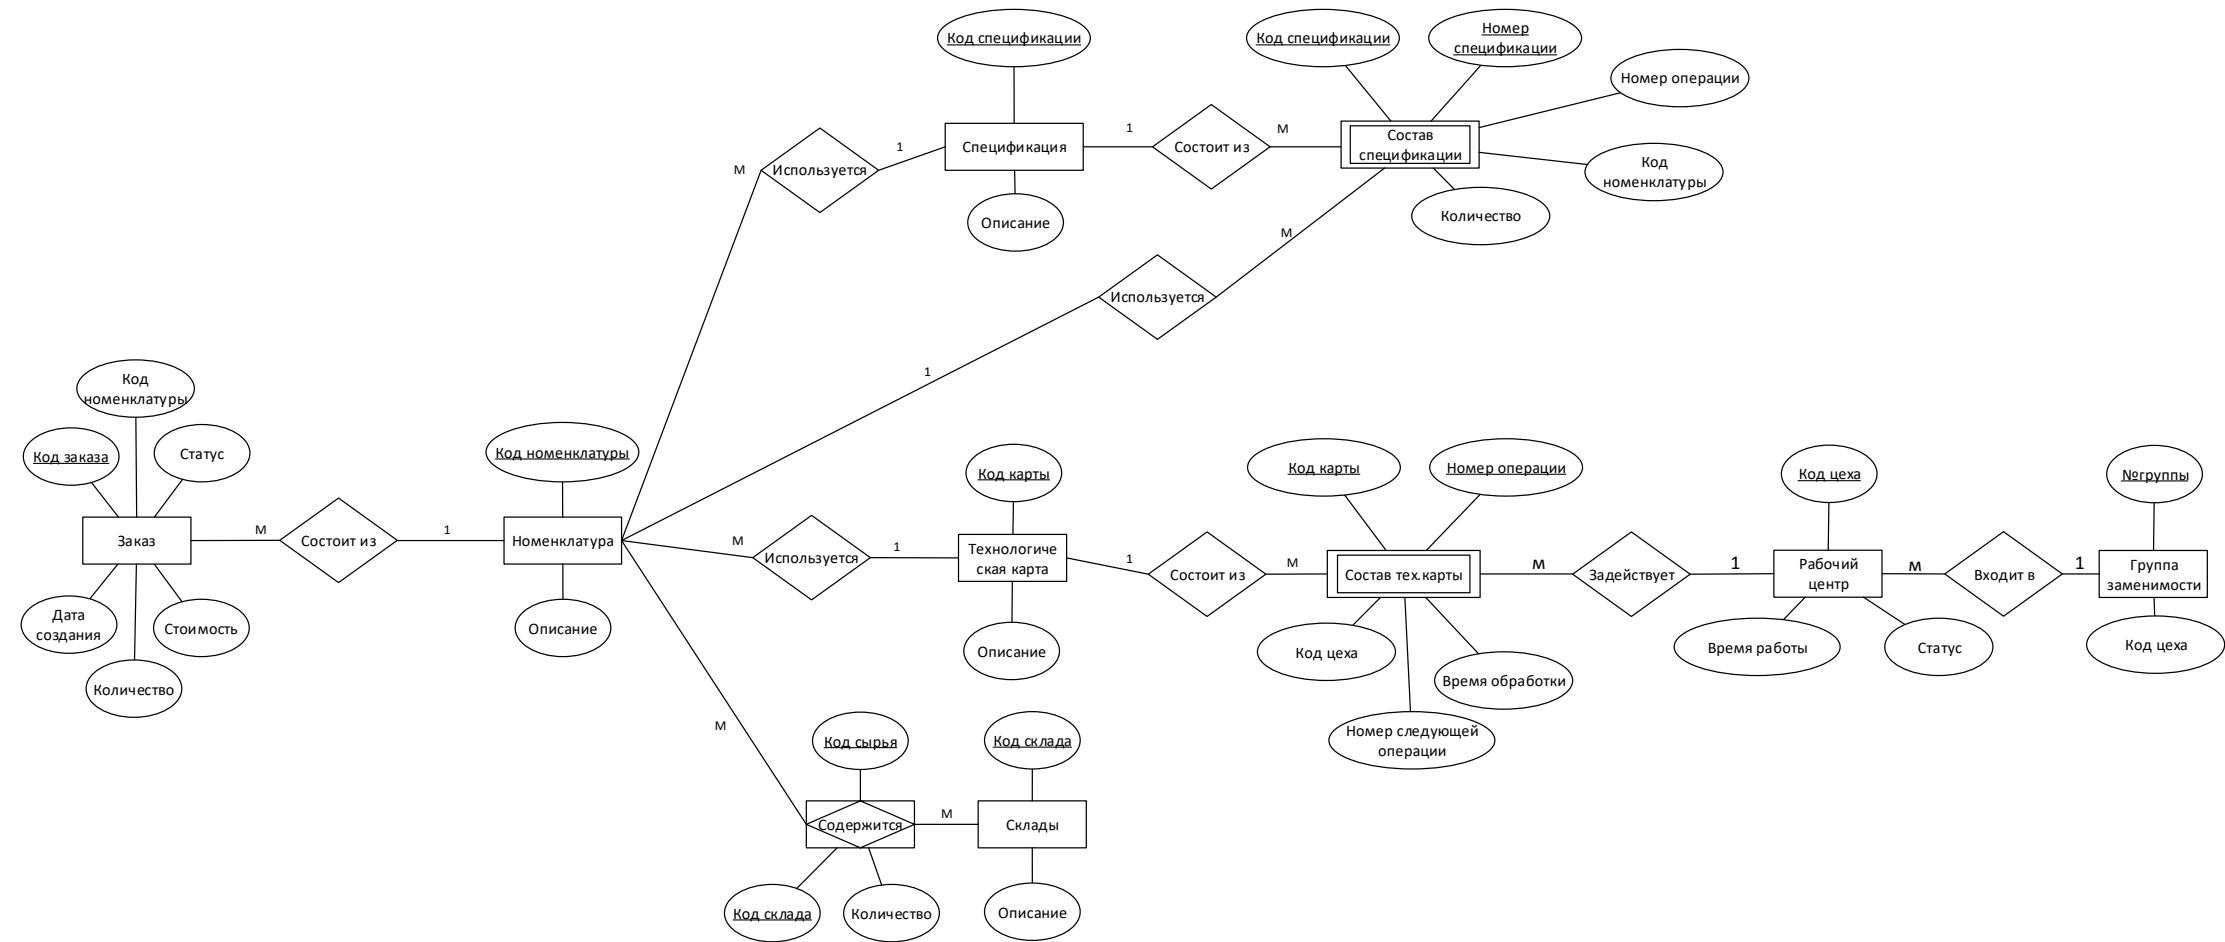 Код спецификации
Код спецификации
Номер
спецификации
Номер операции
М
Используется
1
Спецификация
1
Состоит из
М
Состав
спецификации
Код
номенклатуры
Описание
Количество
М
Используется
1
Код
номенклатуры
Код заказа
Статус
Код номенклатуры
Заказ
М
Состоит из
1
Номенклатура
Дата
создания
Стоимость
Количество
Описание
Код карты
Код карты
Номер операции
Код цеха
№группы
М
Используется
1
Технологиче
ская карта
1
Состоит из
М
Состав тех.карты
М
Задействует
1
Рабочий
центр
М
Входит в
1
Группа
заменимости
Описание
Код цеха
Время обработки
Номер следующей
операции
Время работы
Статус
Код цеха
М
Код сырья
Код склада
Содержится
М
Склады
Код склада
Количество
Описание